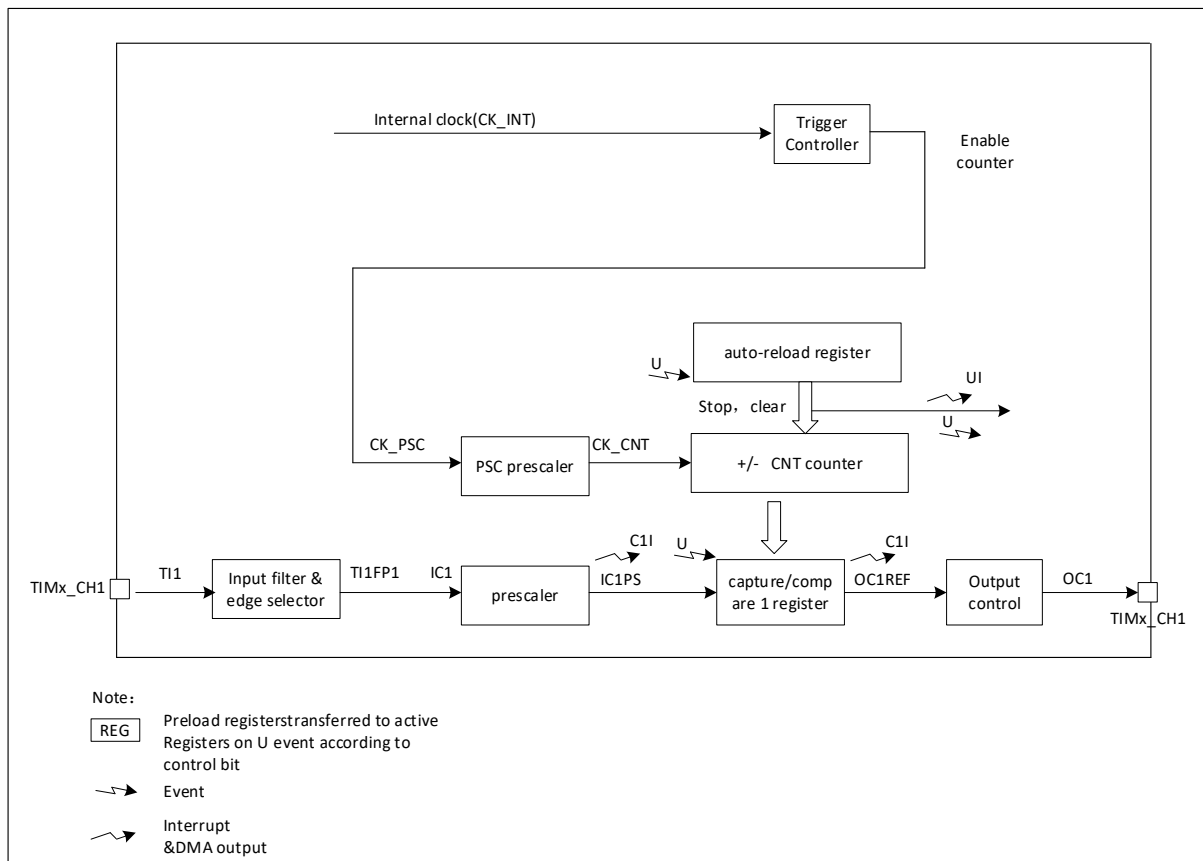 Internal clock(CK_INT)
Trigger
Controller
Enable
counter
auto-reload register
U
UI
Stop，clear
U
CK_PSC
CK_CNT
PSC prescaler
+/- CNT counter
C1I
U
C1I
TI1
TI1FP1
IC1
IC1PS
OC1REF
OC1
TIMx_CH1
Input filter &
edge selector
prescaler
capture/comp
are 1 register
Output
control
TIMx_CH1
Note：
REG
Preload registerstransferred to active
Registers on U event according to
control bit
Event
Interrupt
&DMA output